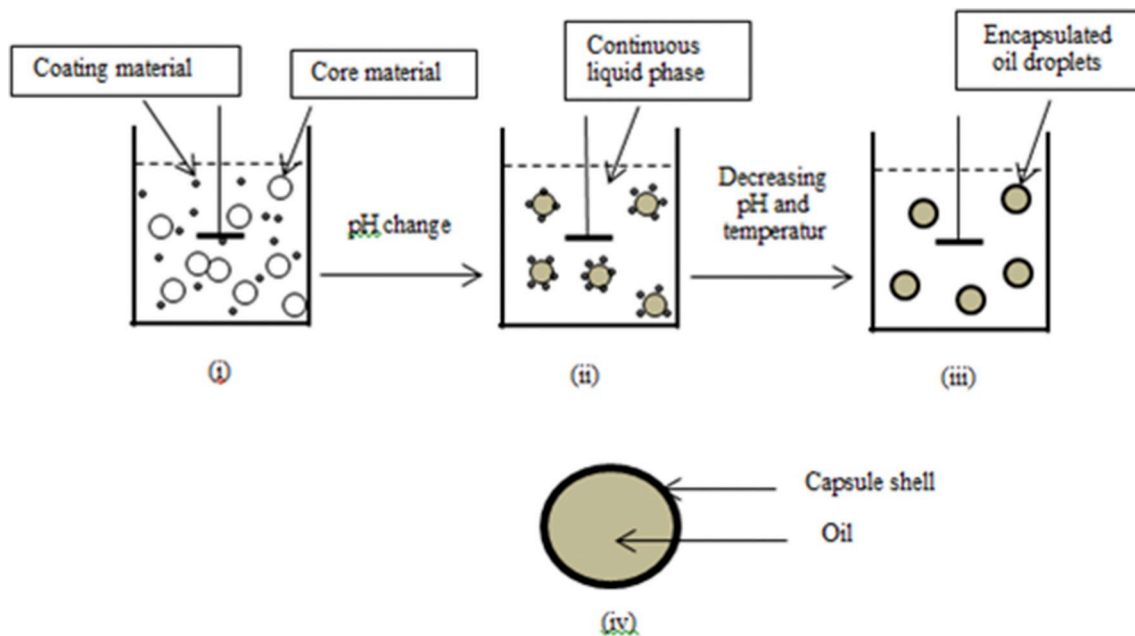 Coating material
Core material
Continuous
liquid phase
Encapsulated
oil droplets
pH change
Decreasing
pH and
temperatur
(i)
(ii)
(iii)
Capsule shell
Oil
(iv)